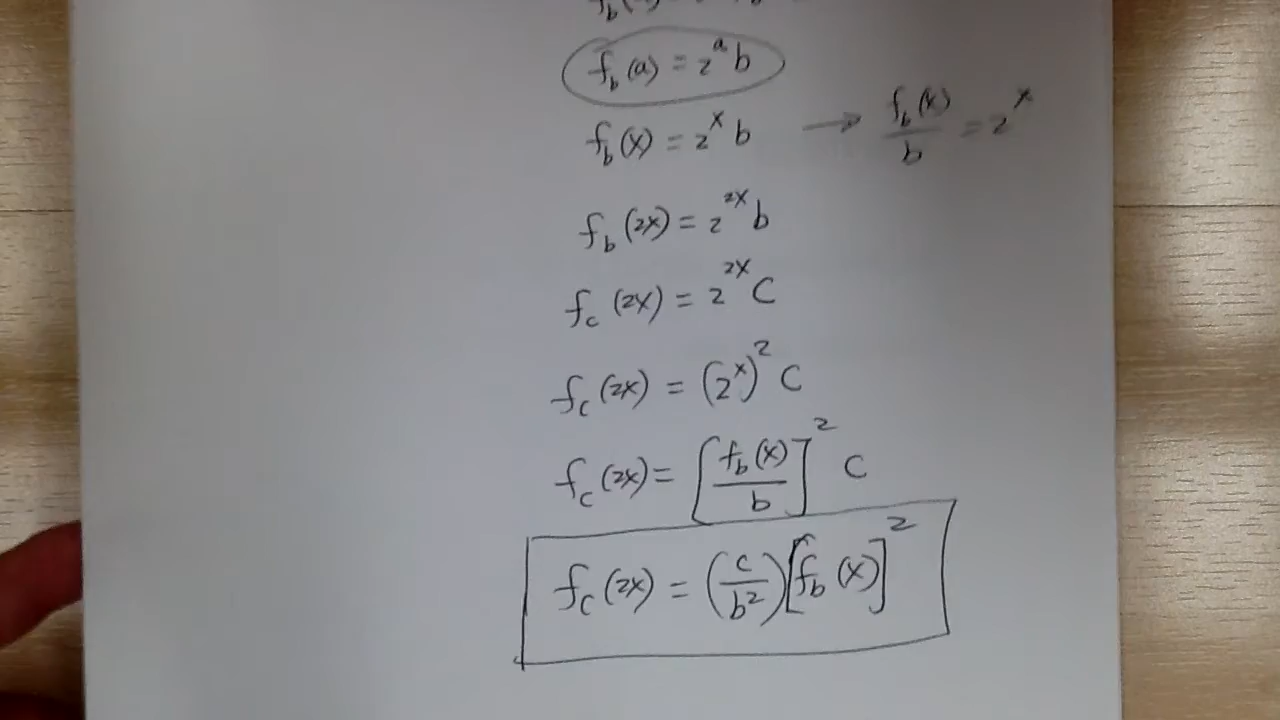 f_b(a) = 2^a b
f_b(x) = 2^x b → f_b(x)/b = 2^x
f_b(2x) = 2^{2x} b
f_c(2x) = 2^{2x} C
f_c(2x) = (2^x)^2 C
f_c(2x) = [f_b(x)/b]^2 C
f_c(2x) = (c/b^2)[f_b(x)]^2